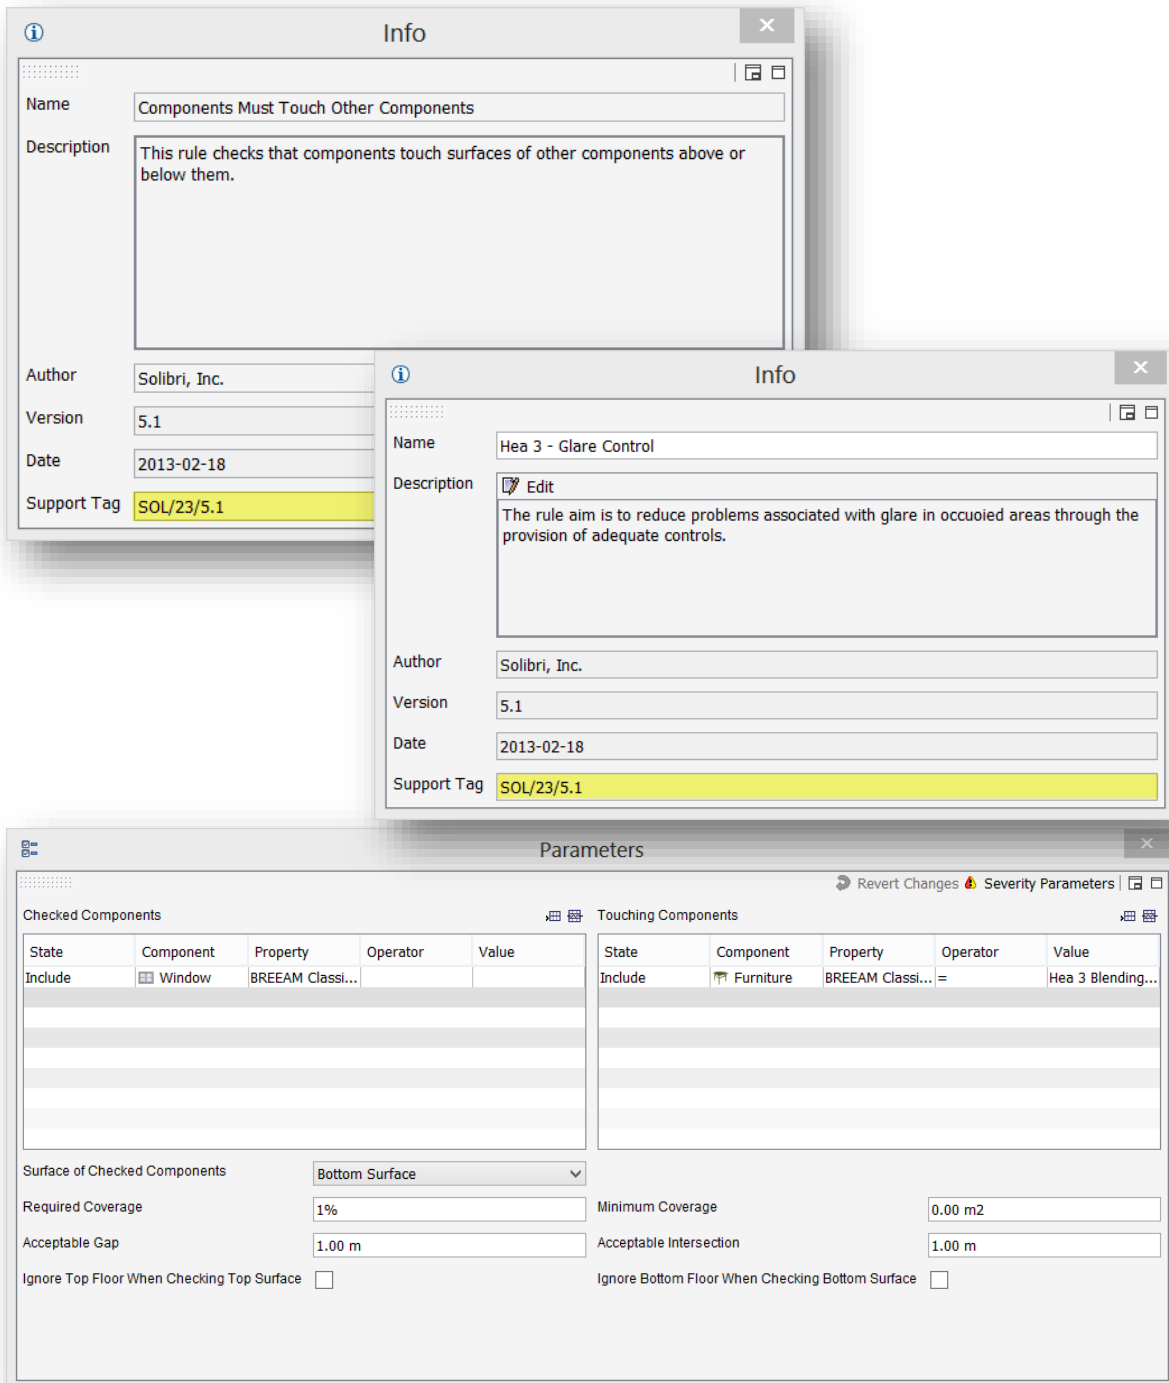 Info
Name
Components Must Touch Other Components
Description
This rule checks that components touch surfaces of other components above or
below them.
Author
Solibri, Inc.
Version
5.1
Date
2013-02-18
Support Tag
SOL/23/5.1
Info
Name
Hea 3 - Glare Control
Description
Edit
The rule aim is to reduce problems associated with glare in occuoied areas through the
provision of adequate controls.
Author
Solibri, Inc.
Version
5.1
Date
2013-02-18
Support Tag
SOL/23/5.1
Parameters
Revert Changes Severity Parameters
Checked Components
State Component Property Operator Value
Include Window BREEAM Classi...
Touching Components
State Component Property Operator Value
Include Furniture BREEAM Classi... = Hea 3 Blending...
Surface of Checked Components Bottom Surface
Required Coverage 1% Minimum Coverage 0.00 m2
Acceptable Gap 1.00 m Acceptable Intersection 1.00 m
Ignore Top Floor When Checking Top Surface Ignore Bottom Floor When Checking Bottom Surface